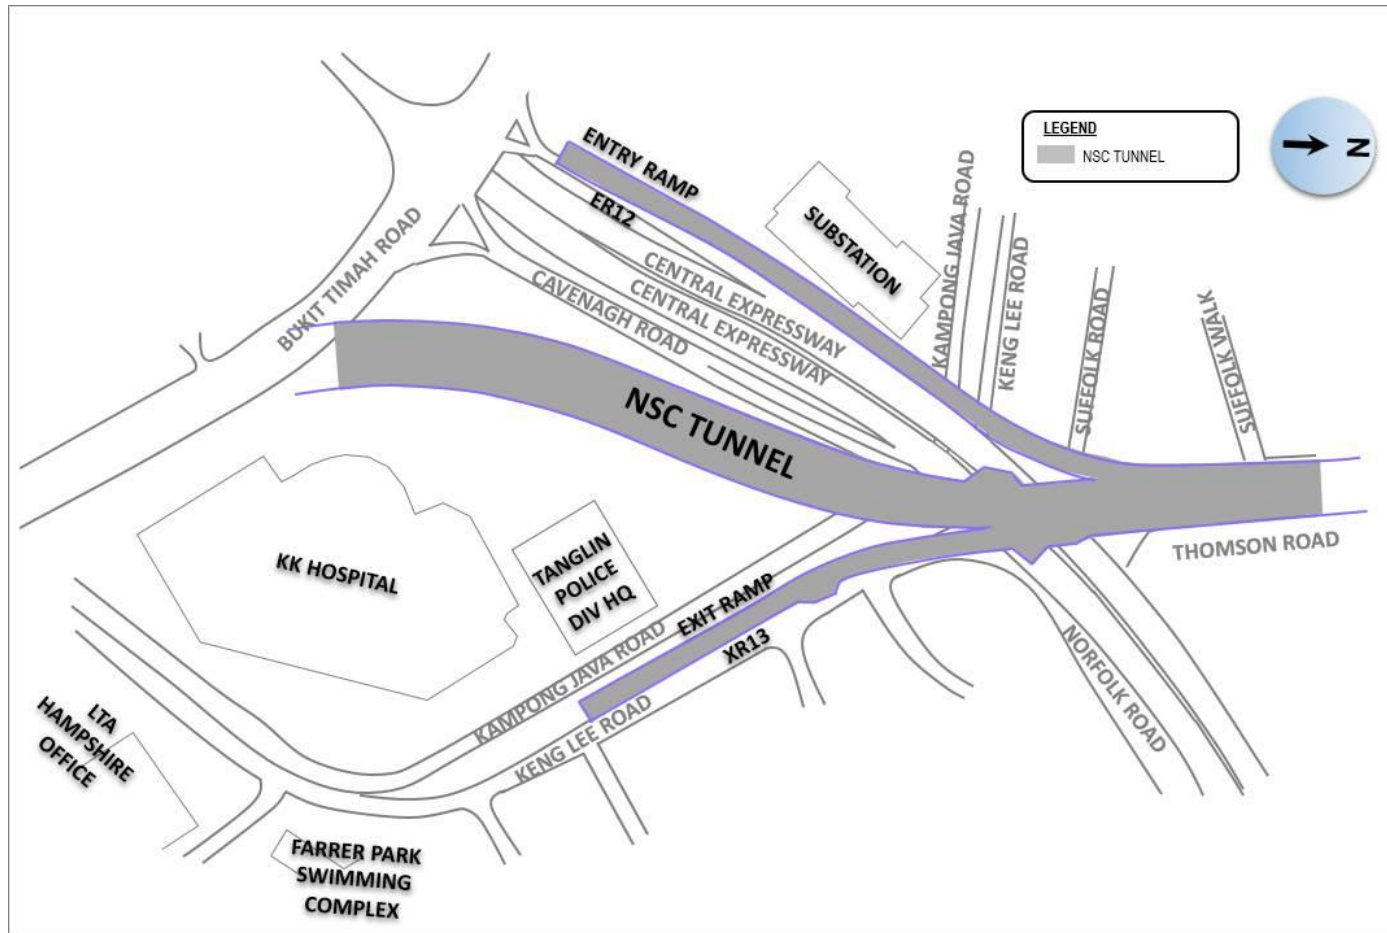 LEGEND
NSC TUNNEL
N
ENTRY RAMP
ER12
SUBSTATION
KAMPONG JAVA ROAD
KENG LEE ROAD
SUFFOLK ROAD
SUFFOLK WALK
BUKIT TIMAH ROAD
CENTRAL EXPRESSWAY
CENTRAL EXPRESSWAY
CAVENAGH ROAD
NSC TUNNEL
THOMSON ROAD
KK HOSPITAL
TANGLIN
POLICE
DIV HQ
EXIT RAMP
XR13
KAMPONG JAVA ROAD
KENG LEE ROAD
NORFOLK ROAD
LTA
HAMPSHIRE
OFFICE
FARRER PARK
SWIMMING
COMPLEX